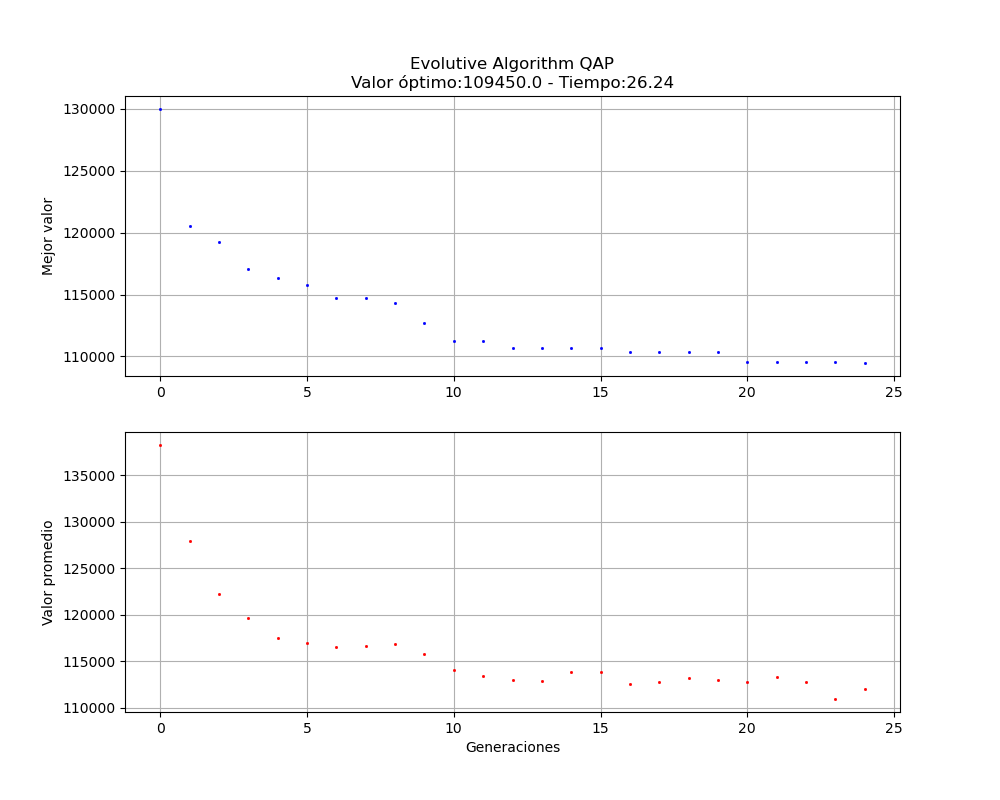 Evolutive Algorithm QAP
Valor óptimo:109450.0 - Tiempo:26.24
Mejor valor
130000
125000
120000
115000
110000
0 5 10 15 20 25
Valor promedio
135000
130000
125000
120000
115000
110000
0 5 10 15 20 25
Generaciones